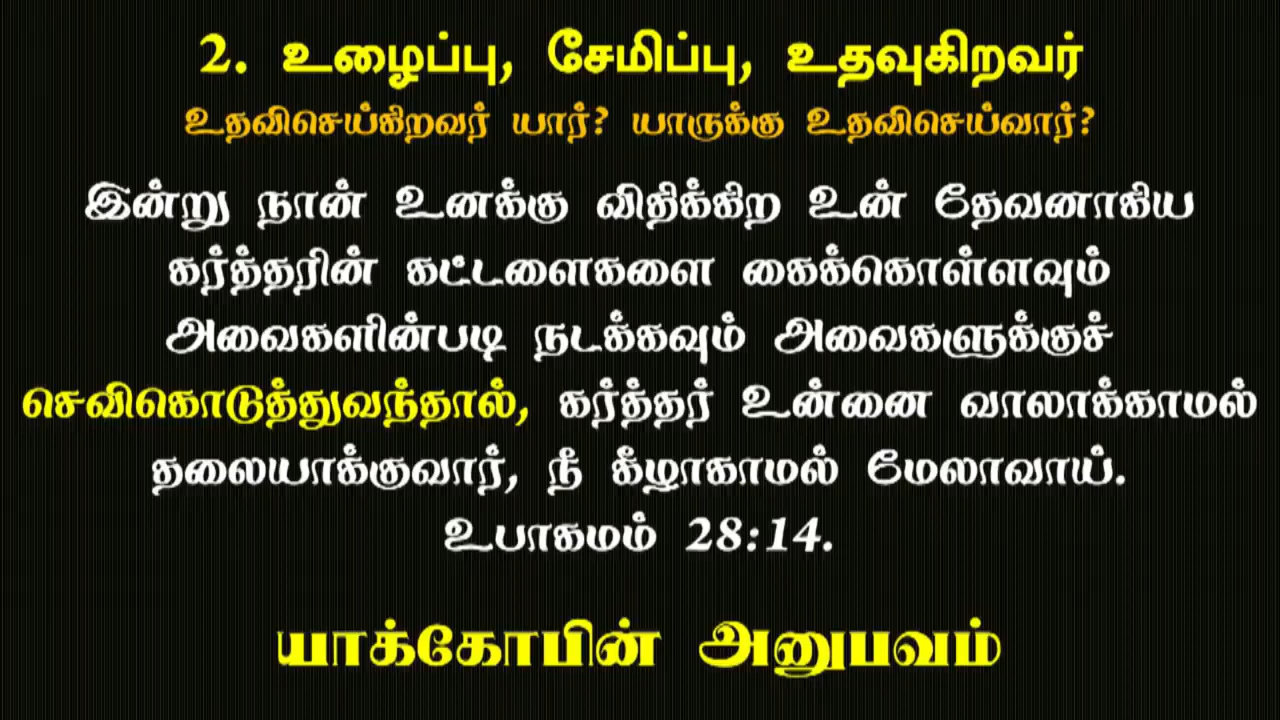 2. உழைப்பு, சேமிப்பு, உதவுகிறவர்
உதவிசெய்கிறவர் யார்? யாருக்கு உதவிசெய்வார்?
இன்று நான் உனக்கு விதிக்கிற உன் தேவனாகிய
கர்த்தரின் கட்டளைகளை கைக்கொள்ளவும்
அவைகளின்படி நடக்கவும் அவைகளுக்குச்
செவிகொடுத்துவந்தால், கர்த்தர் உன்னை வாலாக்காமல்
தலையாக்குவார், நீ கீழாகாமல் மேலாவாய்.
உபாகமம் 28:14.
யாக்கோபின் அனுபவம்